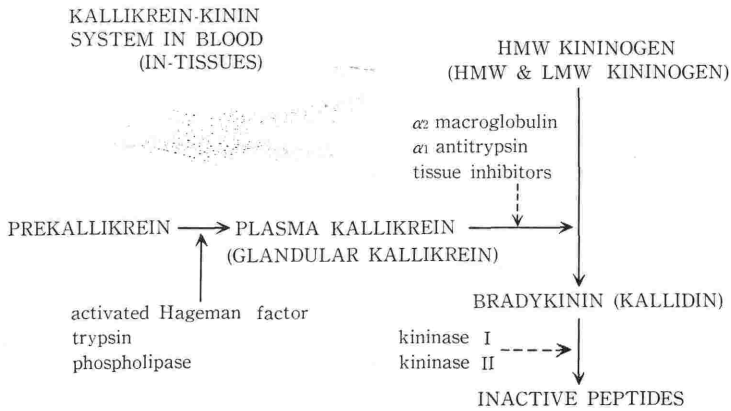 KALLIKREIN-KININ
SYSTEM IN BLOOD
(IN-TISSUES)
HMW KININOGEN
(HMW & LMW KININOGEN)
α2 macroglobulin
α1 antitrypsin
tissue inhibitors
PREKALLIKREIN
PLASMA KALLIKREIN
(GLANDULAR KALLIKREIN)
activated Hageman factor
trypsin
phospholipase
BRADYKININ (KALLIDIN)
kininase I
kininase II
INACTIVE PEPTIDES